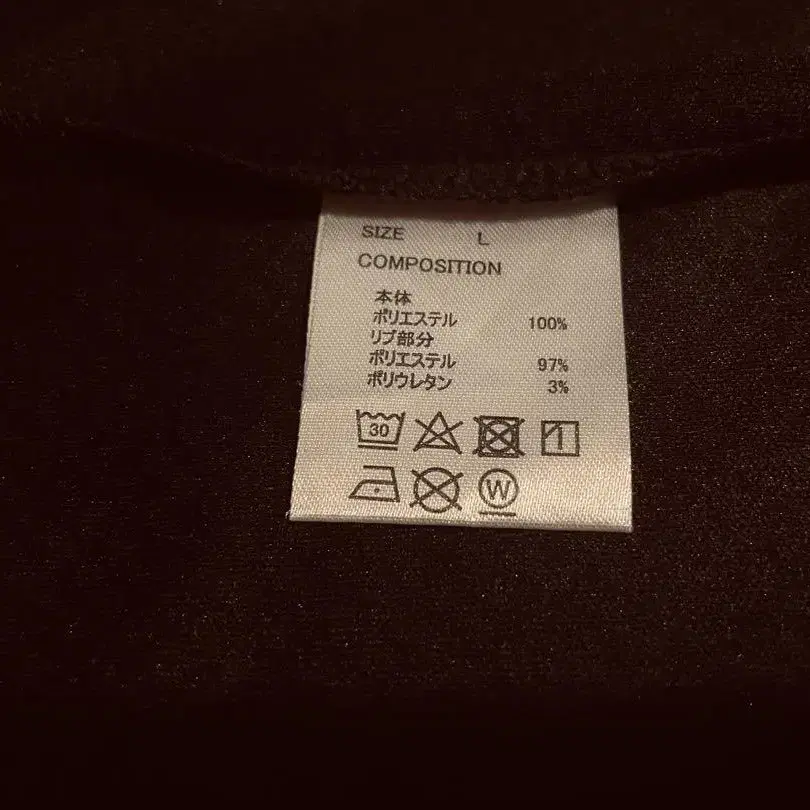 SIZE L
COMPOSITION
本体
ポリエステル 100%
リブ部分
ポリエステル 97%
ポリウレタン 3%
30
W